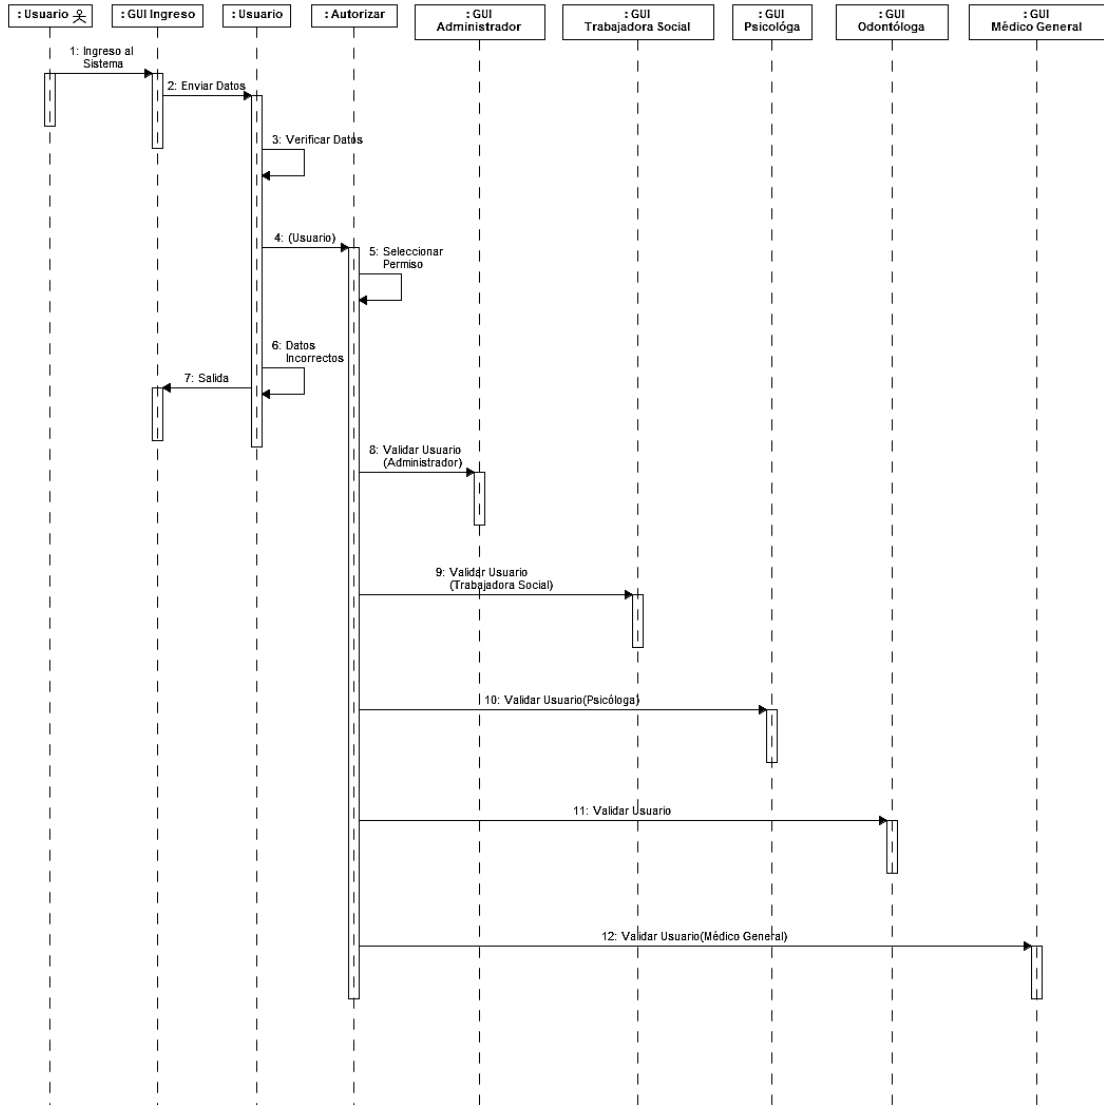 : Usuario
: GUI Ingreso
: Usuario
: Autorizar
: GUI
Administrador
: GUI
Trabajadora Social
: GUI
Psicológa
: GUI
Odontóloga
: GUI
Médico General
1: Ingreso al
Sistema
2: Enviar Datos
3: Verificar Datos
4: (Usuario)
5: Seleccionar
Permiso
6: Datos
Incorrectos
7: Salida
8: Validar Usuario
(Administrador)
9: Validar Usuario
(Trabajadora Social)
10: Validar Usuario(Psicóloga)
11: Validar Usuario
12: Validar Usuario(Médico General)